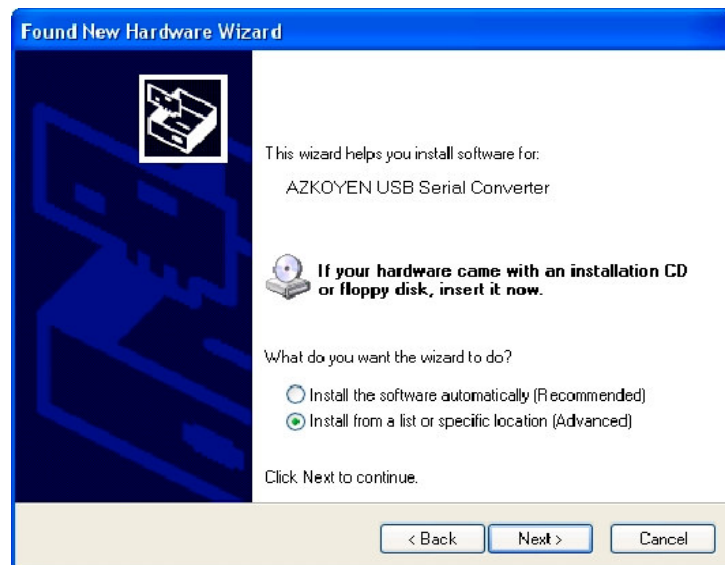 Found New Hardware Wizard
This wizard helps you install software for:
AZKOYEN USB Serial Converter
If your hardware came with an installation CD
or floppy disk, insert it now.
What do you want the wizard to do?
Install the software automatically (Recommended)
Install from a list or specific location (Advanced)
Click Next to continue.
< Back Next > Cancel